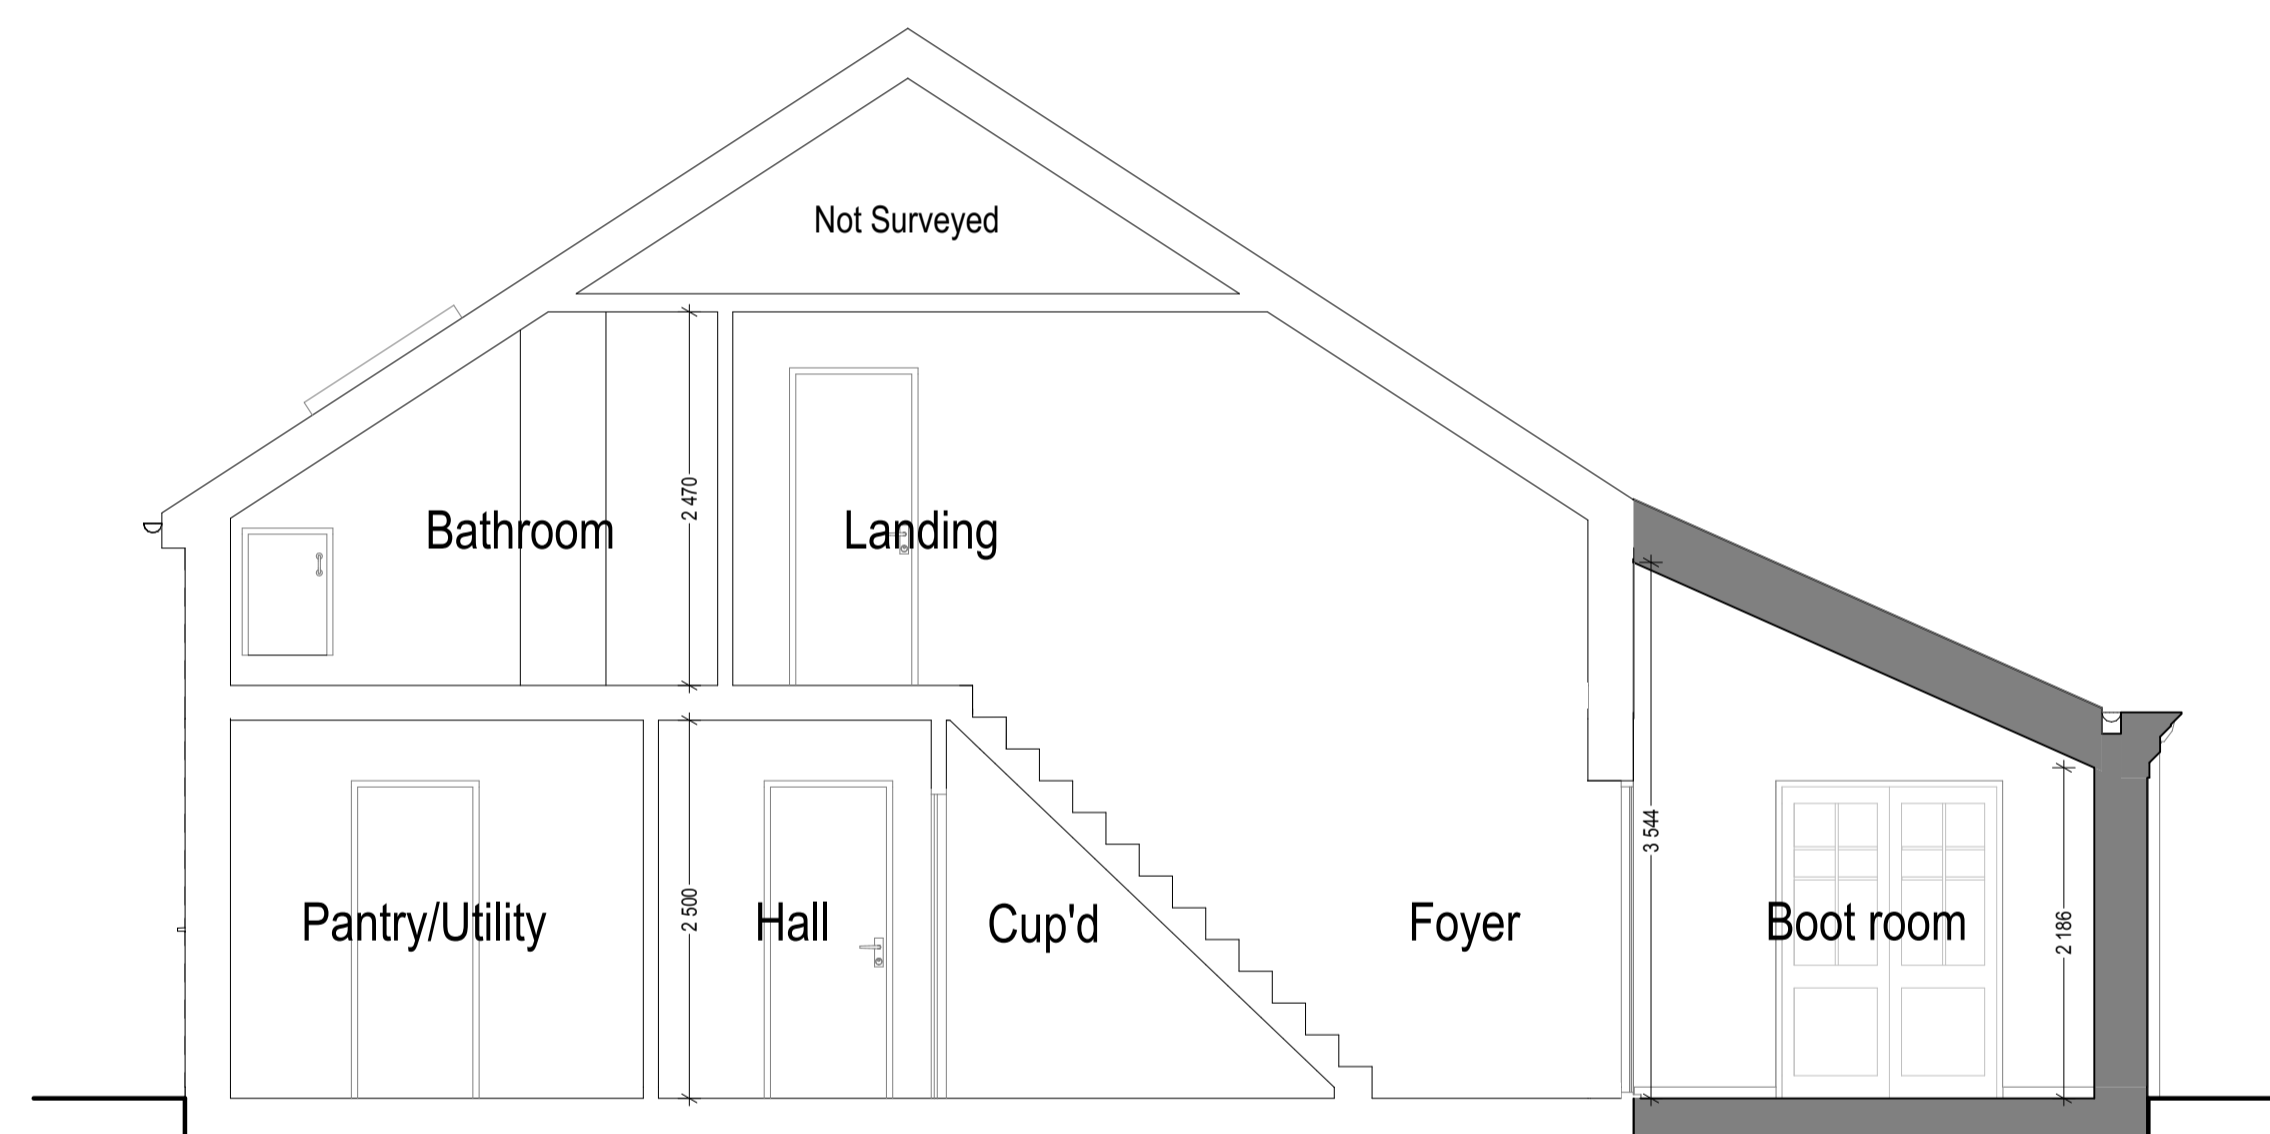 Not Surveyed
Bathroom
2 470
Landing
3 544
Pantry/Utility
2 500
Hall
Cup'd
Foyer
Boot room
2 186